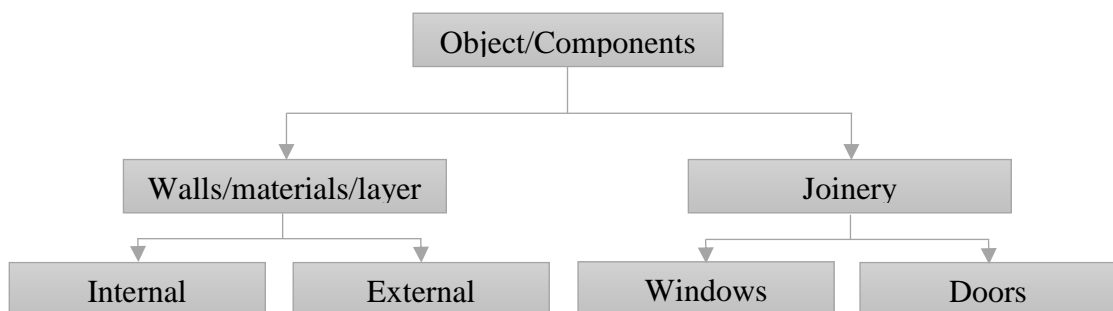 Object/Components
Walls/materials/layer
Joinery
Internal
External
Windows
Doors